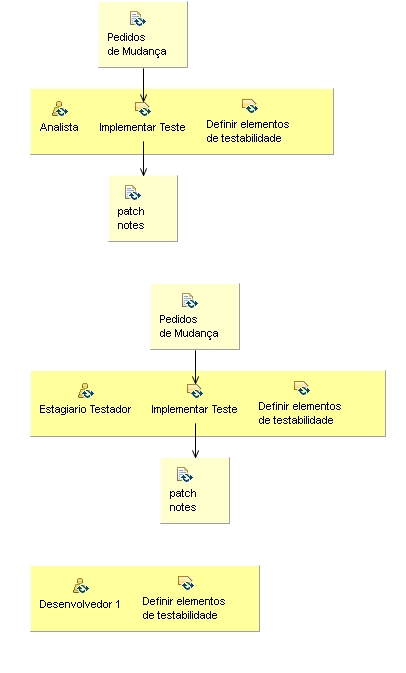 Pedidos
de Mudança
Analista
Implementar Teste
Definir elementos
de testabilidade
patch
notes
Pedidos
de Mudança
Estagiario Testador
Implementar Teste
Definir elementos
de testabilidade
patch
notes
Desenvolvedor 1
Definir elementos
de testabilidade